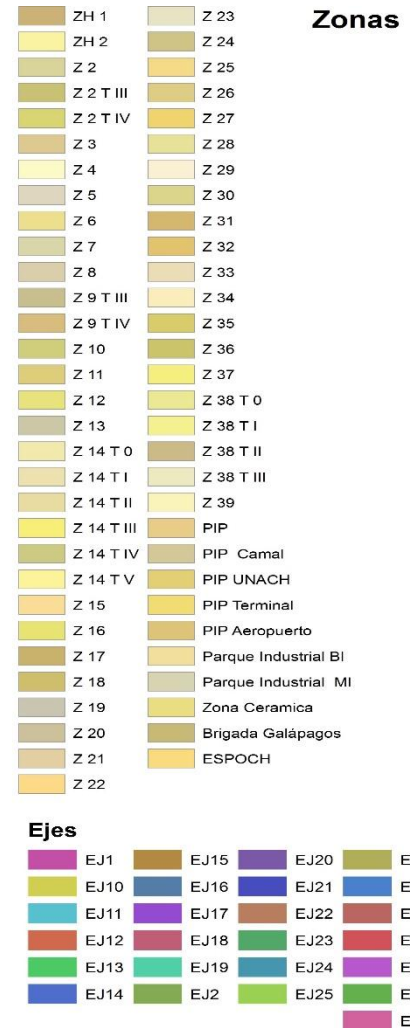 Zonas
ZH 1
ZH 2
Z 2
Z 2 T III
Z 2 T IV
Z 3
Z 4
Z 5
Z 6
Z 7
Z 8
Z 9 T III
Z 9 T IV
Z 10
Z 11
Z 12
Z 13
Z 14 T 0
Z 14 T I
Z 14 T II
Z 14 T III
Z 14 T IV
Z 14 T V
Z 15
Z 16
Z 17
Z 18
Z 19
Z 20
Z 21
Z 22
Z 23
Z 24
Z 25
Z 26
Z 27
Z 28
Z 29
Z 30
Z 31
Z 32
Z 33
Z 34
Z 35
Z 36
Z 37
Z 38 T 0
Z 38 T I
Z 38 T II
Z 38 T III
Z 39
PIP
PIP Camal
PIP UNACH
PIP Terminal
PIP Aeropuerto
Parque Industrial BI
Parque Industrial MI
Zona Ceramica
Brigada Galápagos
ESPOCH
Ejes
EJ1
EJ10
EJ11
EJ12
EJ13
EJ14
EJ15
EJ16
EJ17
EJ18
EJ19
EJ2
EJ20
EJ21
EJ22
EJ23
EJ24
EJ25